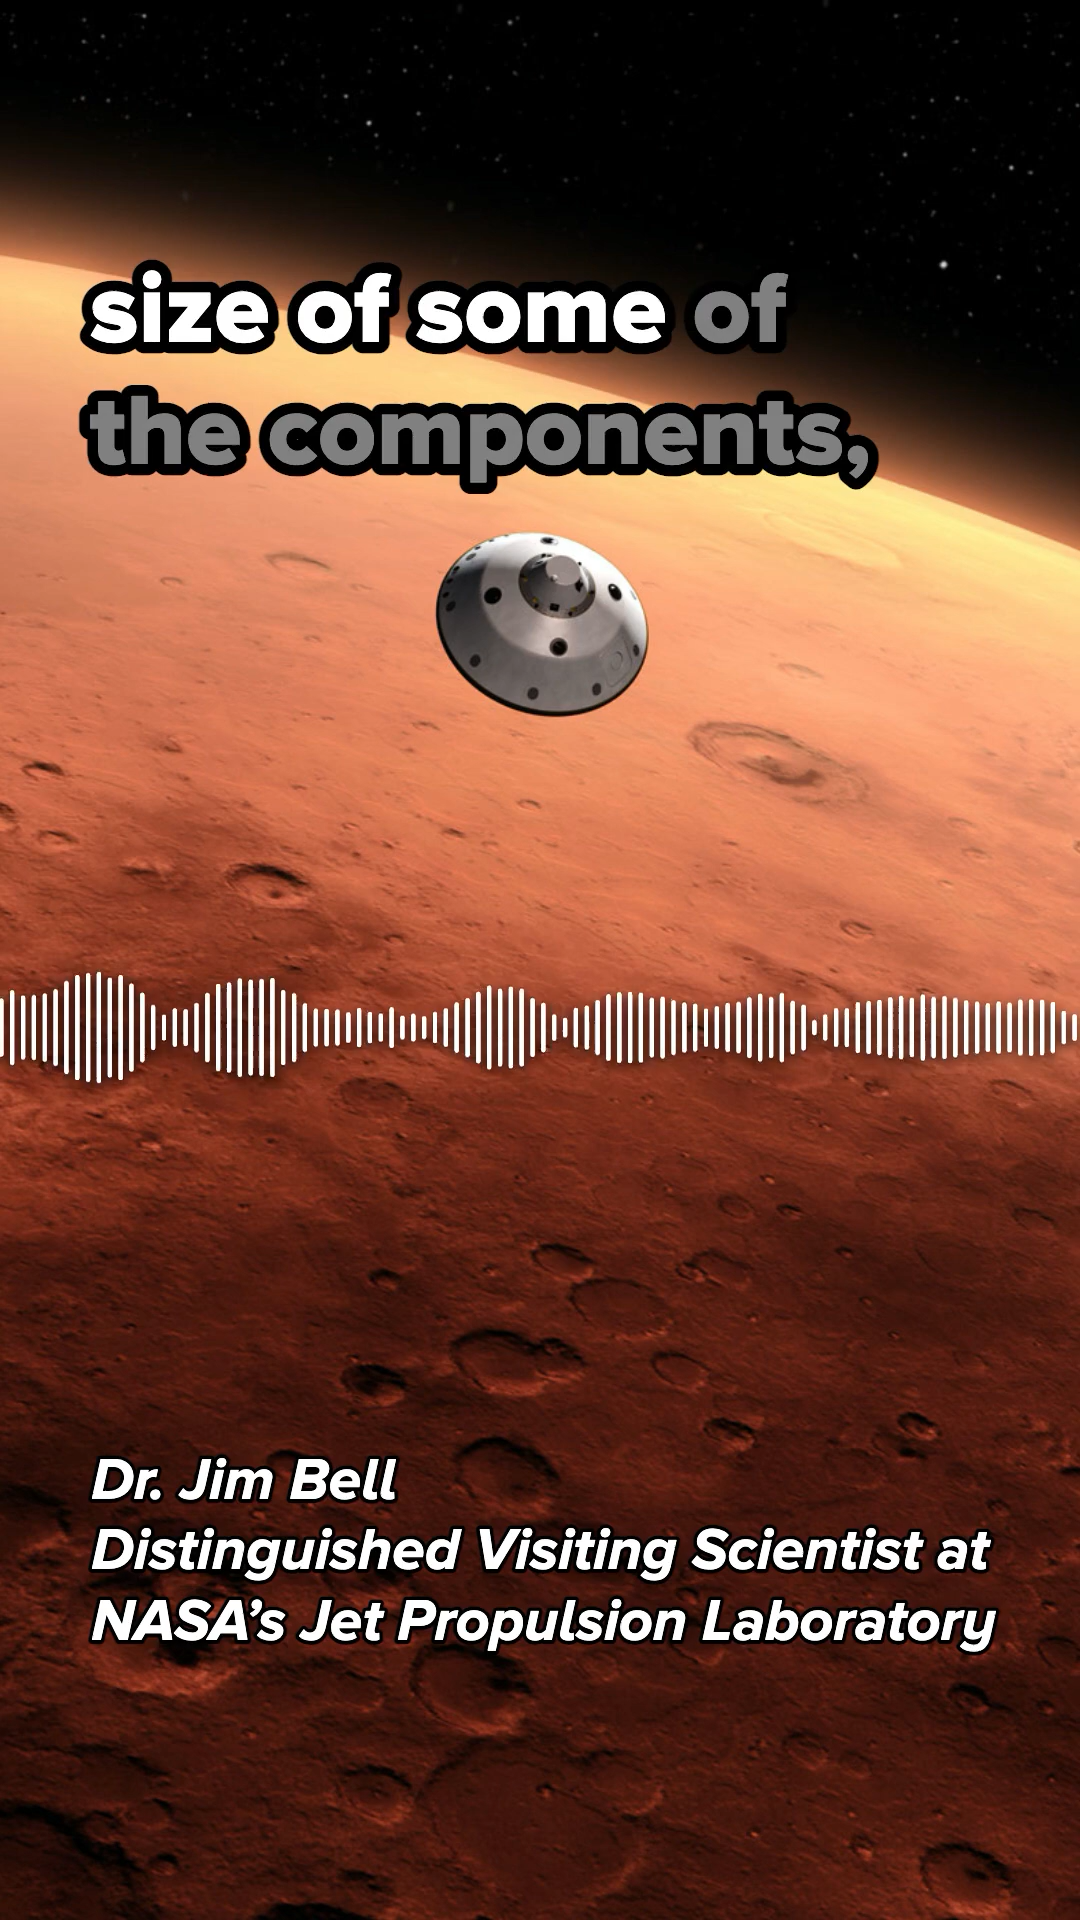 size of some of
the components,
Dr. Jim Bell
Distinguished Visiting Scientist at
NASA’s Jet Propulsion Laboratory